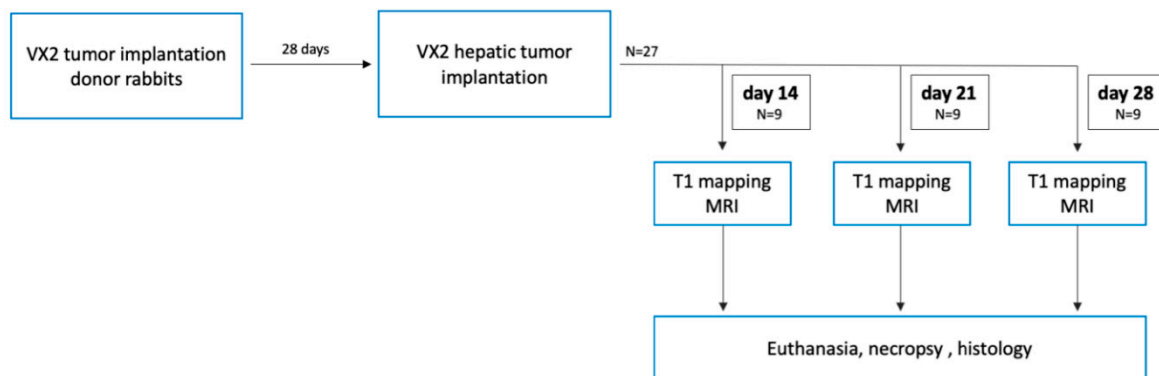 VX2 tumor implantation
donor rabbits
28 days
VX2 hepatic tumor
implantation
N=27
day 14
N=9
day 21
N=9
day 28
N=9
T1 mapping
MRI
T1 mapping
MRI
T1 mapping
MRI
Euthanasia, necropsy , histology